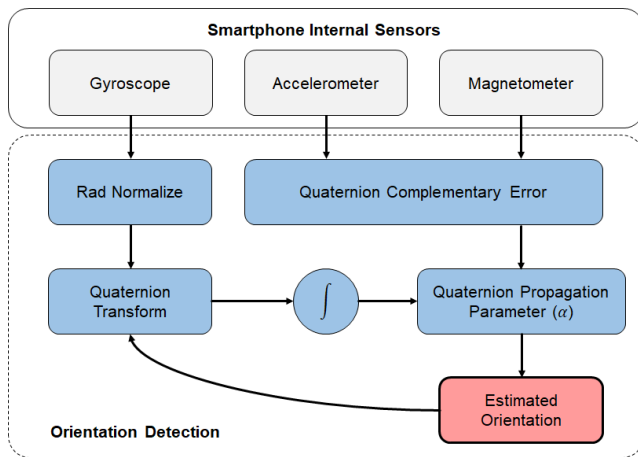 Smartphone Internal Sensors
Gyroscope
Accelerometer
Magnetometer
Rad Normalize
Quaternion Complementary Error
Quaternion
Transform
∫
Quaternion Propagation
Parameter (α)
Estimated
Orientation
Orientation Detection